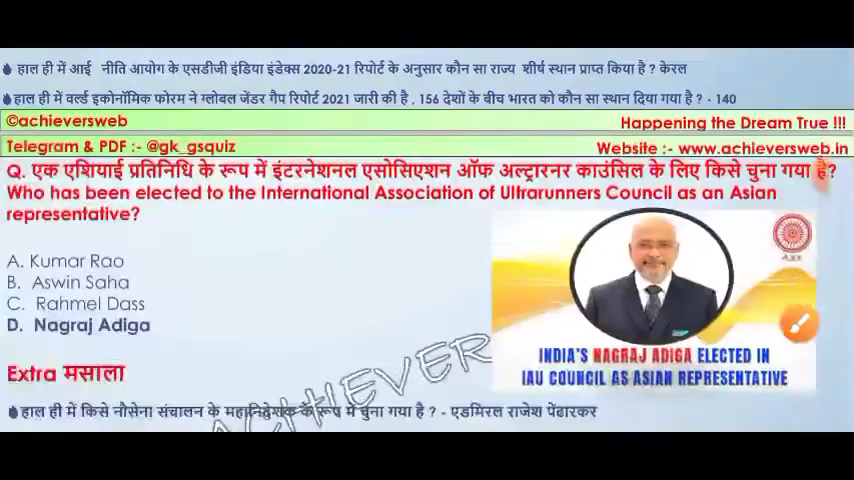 हाल ही में आई नीति आयोग के एसडीजी इंडिया इंडेक्स 2020-21 रिपोर्ट के अनुसार कौन सा राज्य शीर्ष स्थान प्राप्त किया है ? केरल
हाल ही में वर्ल्ड इकोनॉमिक फोरम ने ग्लोबल जेंडर गैप रिपोर्ट 2021 जारी की है , 156 देशों के बीच भारत को कौन सा स्थान दिया गया है ? - 140
©achieversweb
Happening the Dream True !!!
Telegram & PDF :- @gk_gsquiz
Website :- www.achieversweb.in
Q. एक एशियाई प्रतिनिधि के रूप में इंटरनेशनल एसोसिएशन ऑफ अल्ट्रारनर काउंसिल के लिए किसे चुना गया है?
Who has been elected to the International Association of Ultrarunners Council as an Asian
representative?
A. Kumar Rao
B. Aswin Saha
C. Rahmel Dass
D. Nagraj Adiga
INDIA'S NAGRAJ ADIGA ELECTED IN
IAU COUNCIL AS ASIAN REPRESENTATIVE
Extra मसाला
ACHIEVER
हाल ही में किसे नौसेना संचालन के महानिदेशक के रूप में चुना गया है ? - एडमिरल राजेश पेंढारकर